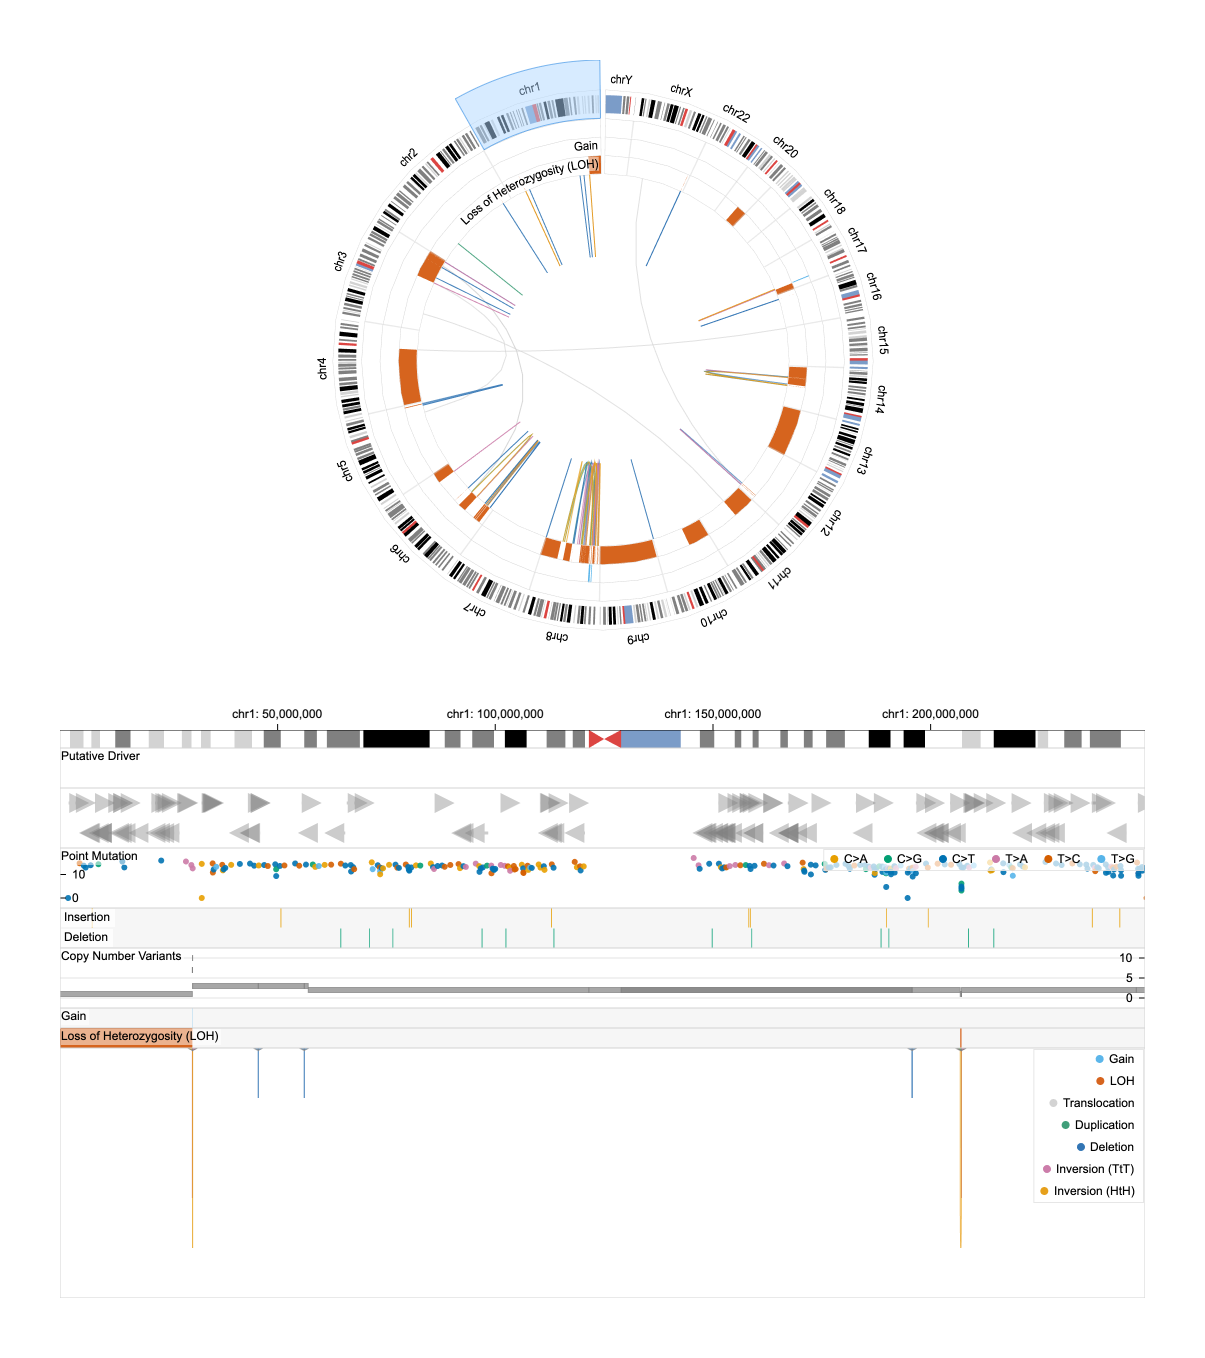 chrY
chrX
chr22
chr20
chr18
chr17
chr16
chr15
chr14
chr13
chr12
chr11
chr10
chr9
chr8
chr7
chr6
chr5
chr4
chr3
chr2
chr1
Gain
Loss of Heterozygosity (LOH)
chr1: 50,000,000 chr1: 100,000,000 chr1: 150,000,000 chr1: 200,000,000
Putative Driver
Point Mutation
C>A C>G C>T T>A T>C T>G
10
0
Insertion
Deletion
Copy Number Variants
10
5
0
Gain
Loss of Heterozygosity (LOH)
Gain
LOH
Translocation
Duplication
Deletion
Inversion (TtT)
Inversion (HtH)